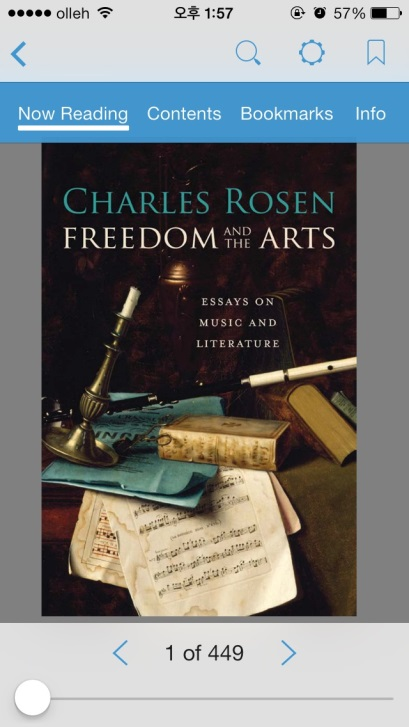 olleh 오후 1:57 57%
Now Reading Contents Bookmarks Info
CHARLES ROSEN
FREEDOM AND THE ARTS
ESSAYS ON
MUSIC AND
LITERATURE
1 of 449